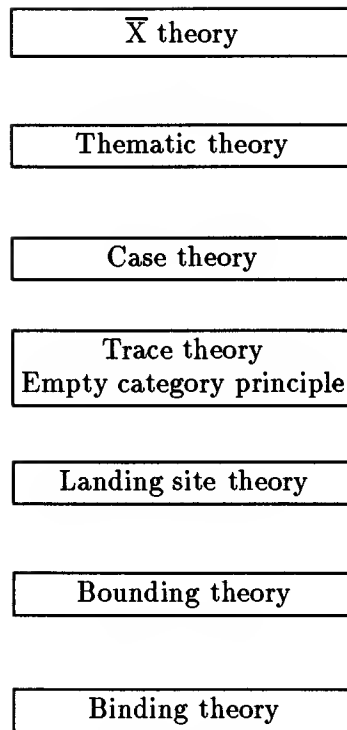 X̅ theory
Thematic theory
Case theory
Trace theory
Empty category principle
Landing site theory
Bounding theory
Binding theory